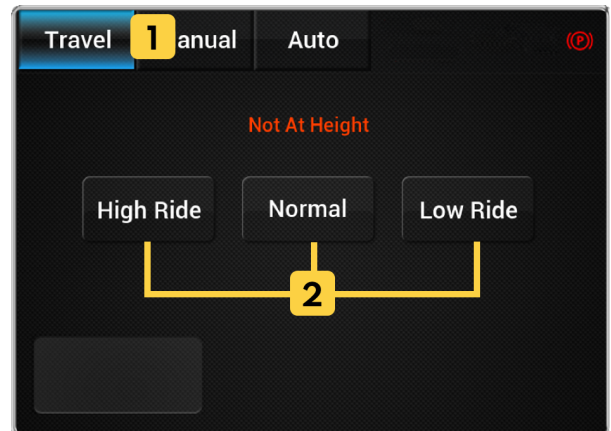 Travel 1 anual Auto (P)
Not At Height
High Ride Normal Low Ride
2